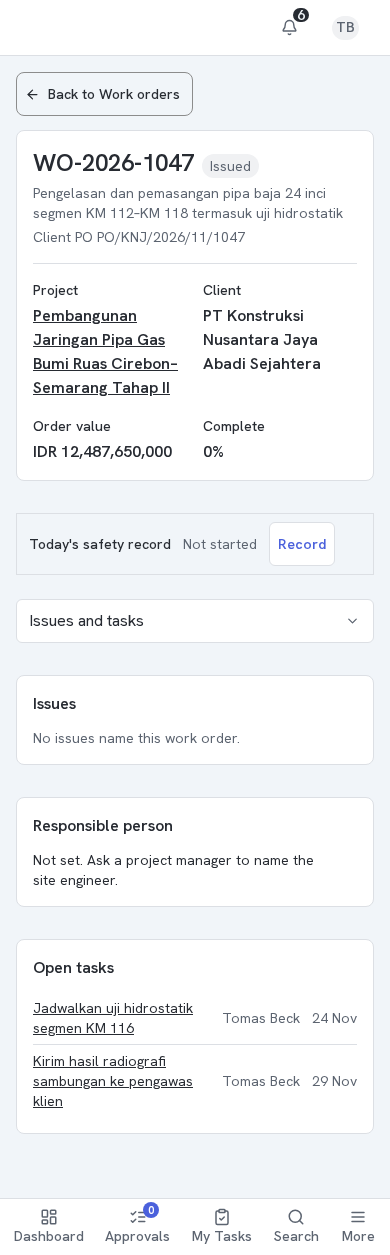 6
TB
Back to Work orders
WO-2026-1047 Issued
Pengelasan dan pemasangan pipa baja 24 inci
segmen KM 112–KM 118 termasuk uji hidrostatik
Client PO PO/KNJ/2026/11/1047
Project
Pembangunan
Jaringan Pipa Gas
Bumi Ruas Cirebon–
Semarang Tahap II
Client
PT Konstruksi
Nusantara Jaya
Abadi Sejahtera
Order value
IDR 12,487,650,000
Complete
0%
Today's safety record Not started Record
Issues and tasks
Issues
No issues name this work order.
Responsible person
Not set. Ask a project manager to name the
site engineer.
Open tasks
Jadwalkan uji hidrostatik
segmen KM 116
Tomas Beck 24 Nov
Kirim hasil radiografi
sambungan ke pengawas
klien
Tomas Beck 29 Nov
0
Dashboard Approvals My Tasks Search More